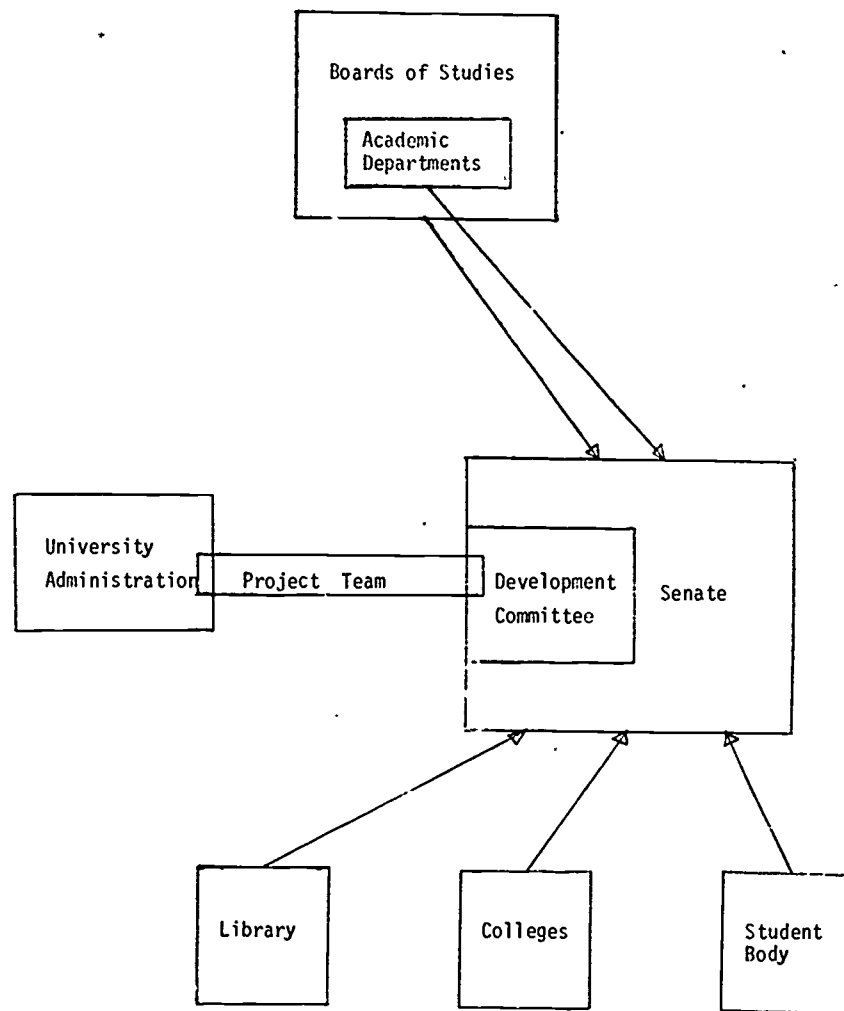 Boards of Studies
Academic
Departments
University
Administration
Project Team
Development
Committee
Senate
Library
Colleges
Student
Body